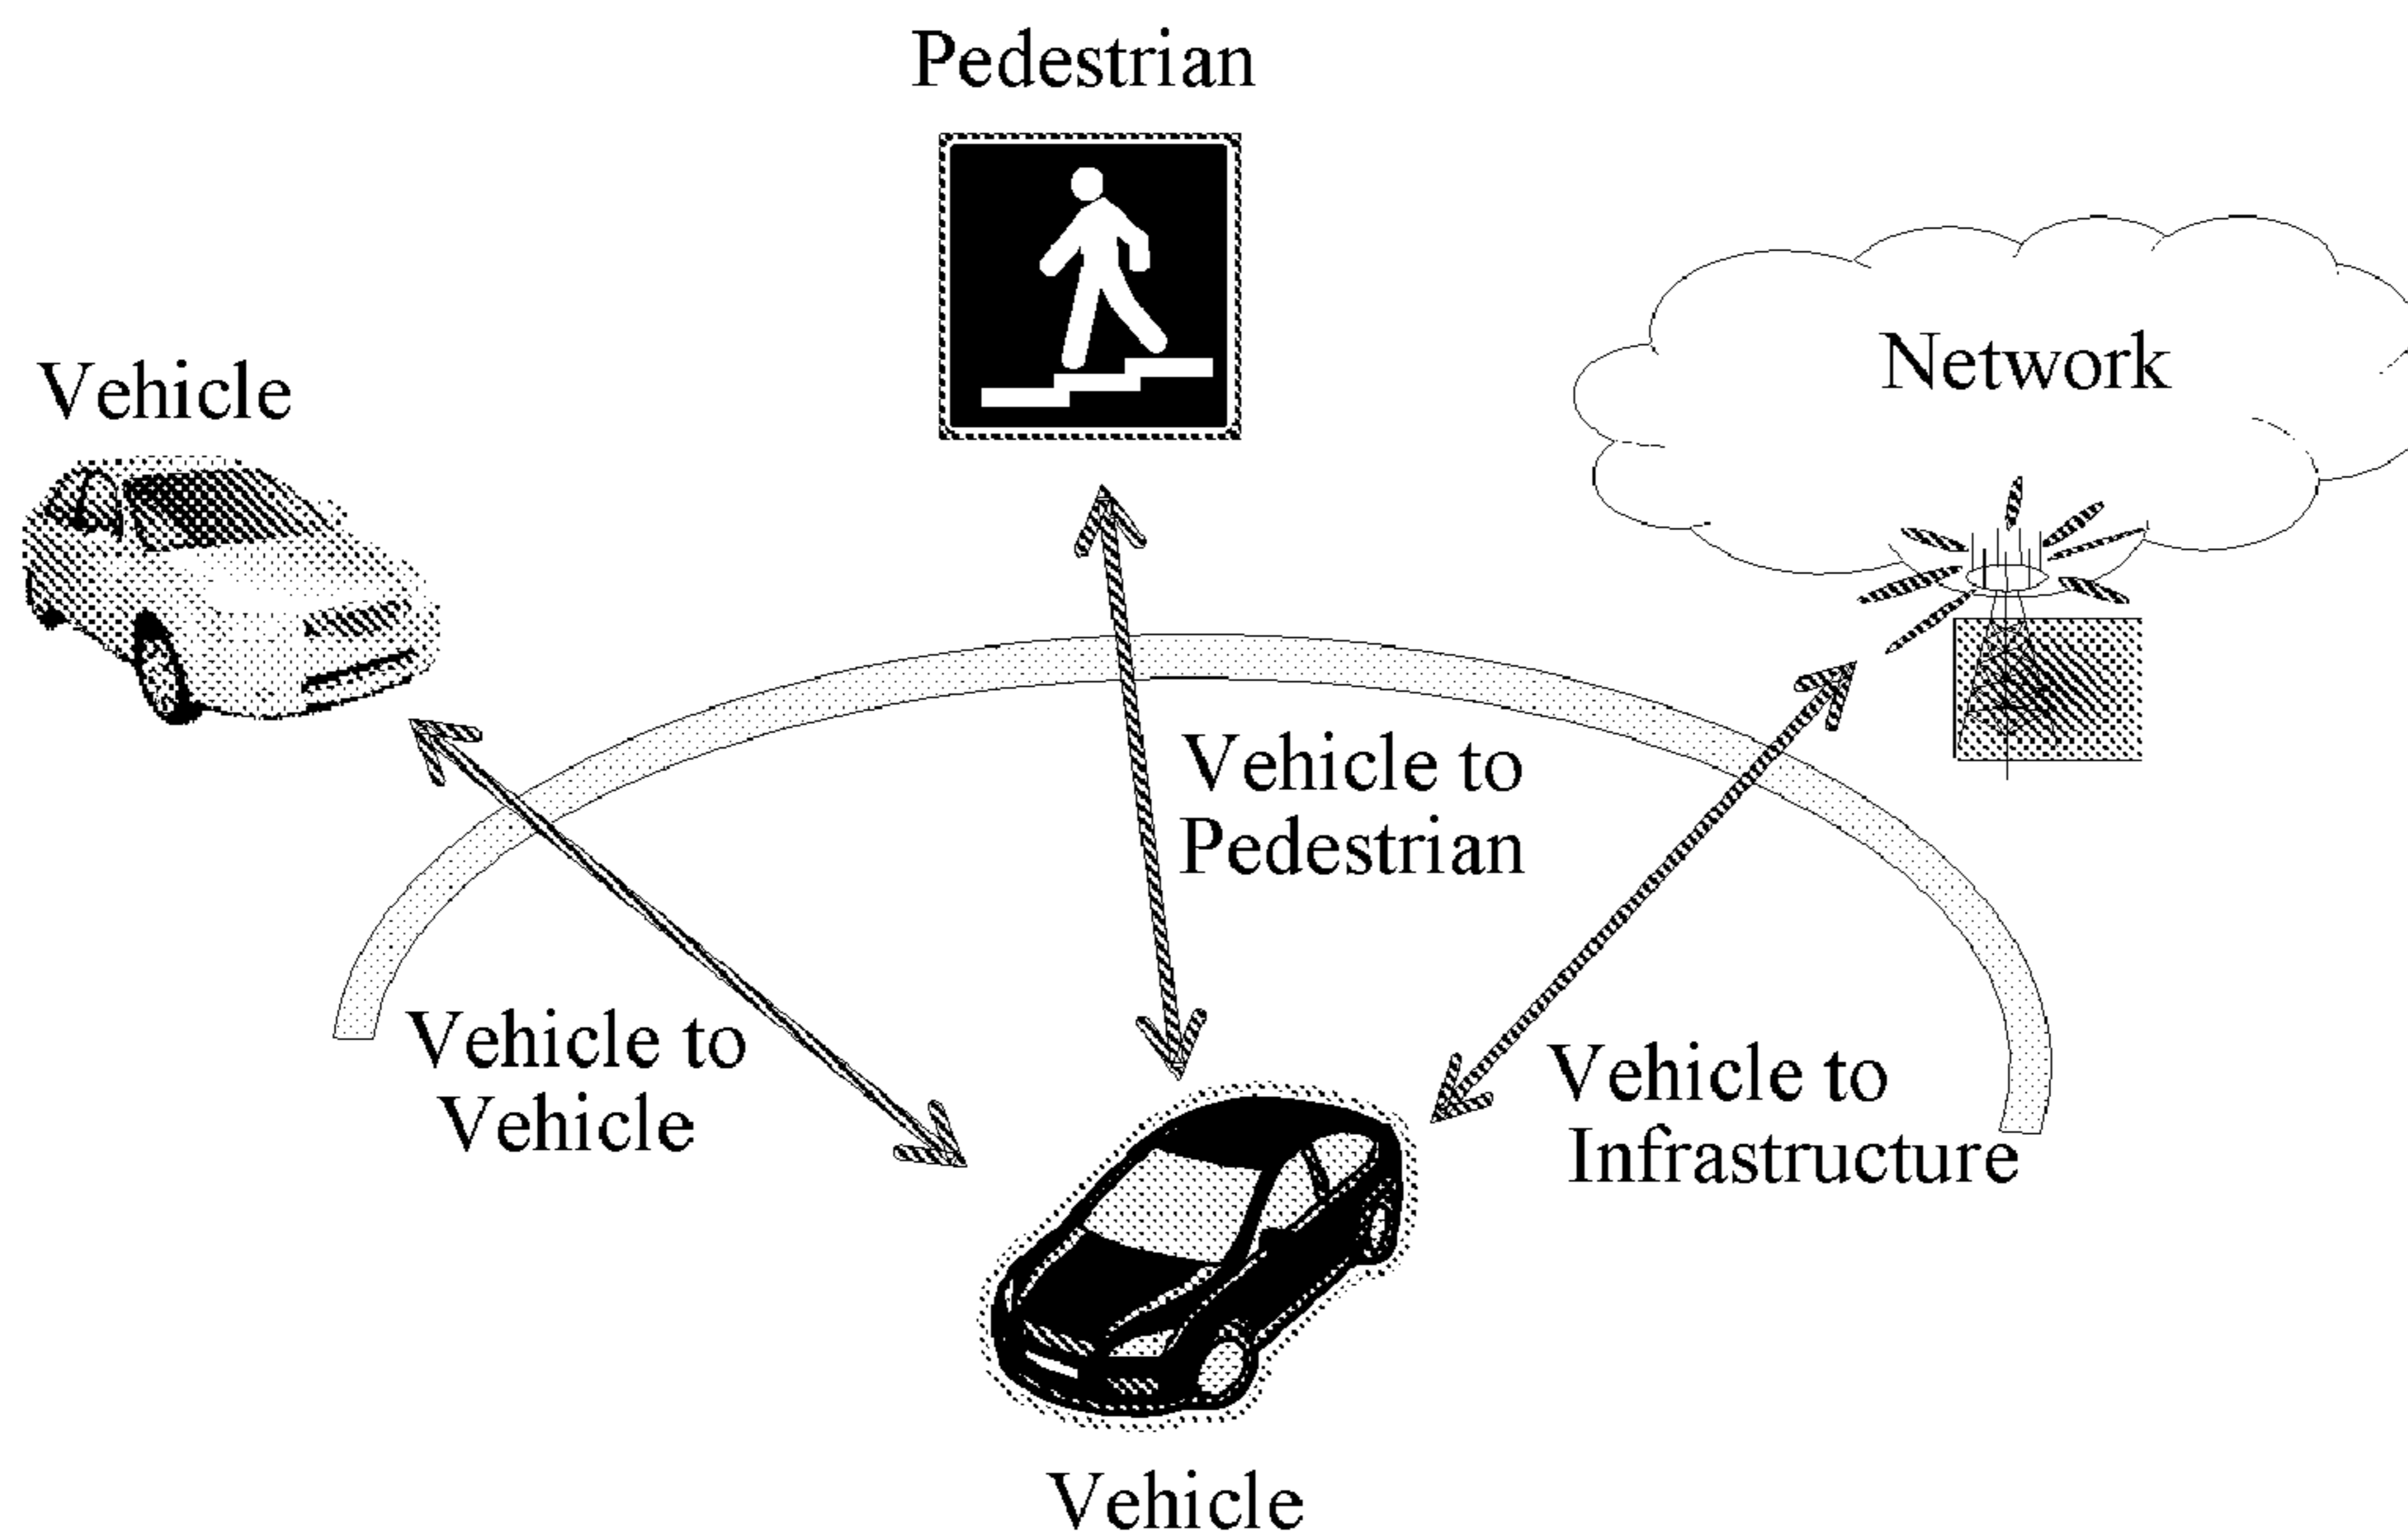 Pedestrian
Network
Vehicle
Vehicle to
Pedestrian
Vehicle to
Vehicle
Vehicle to
Infrastructure
Vehicle